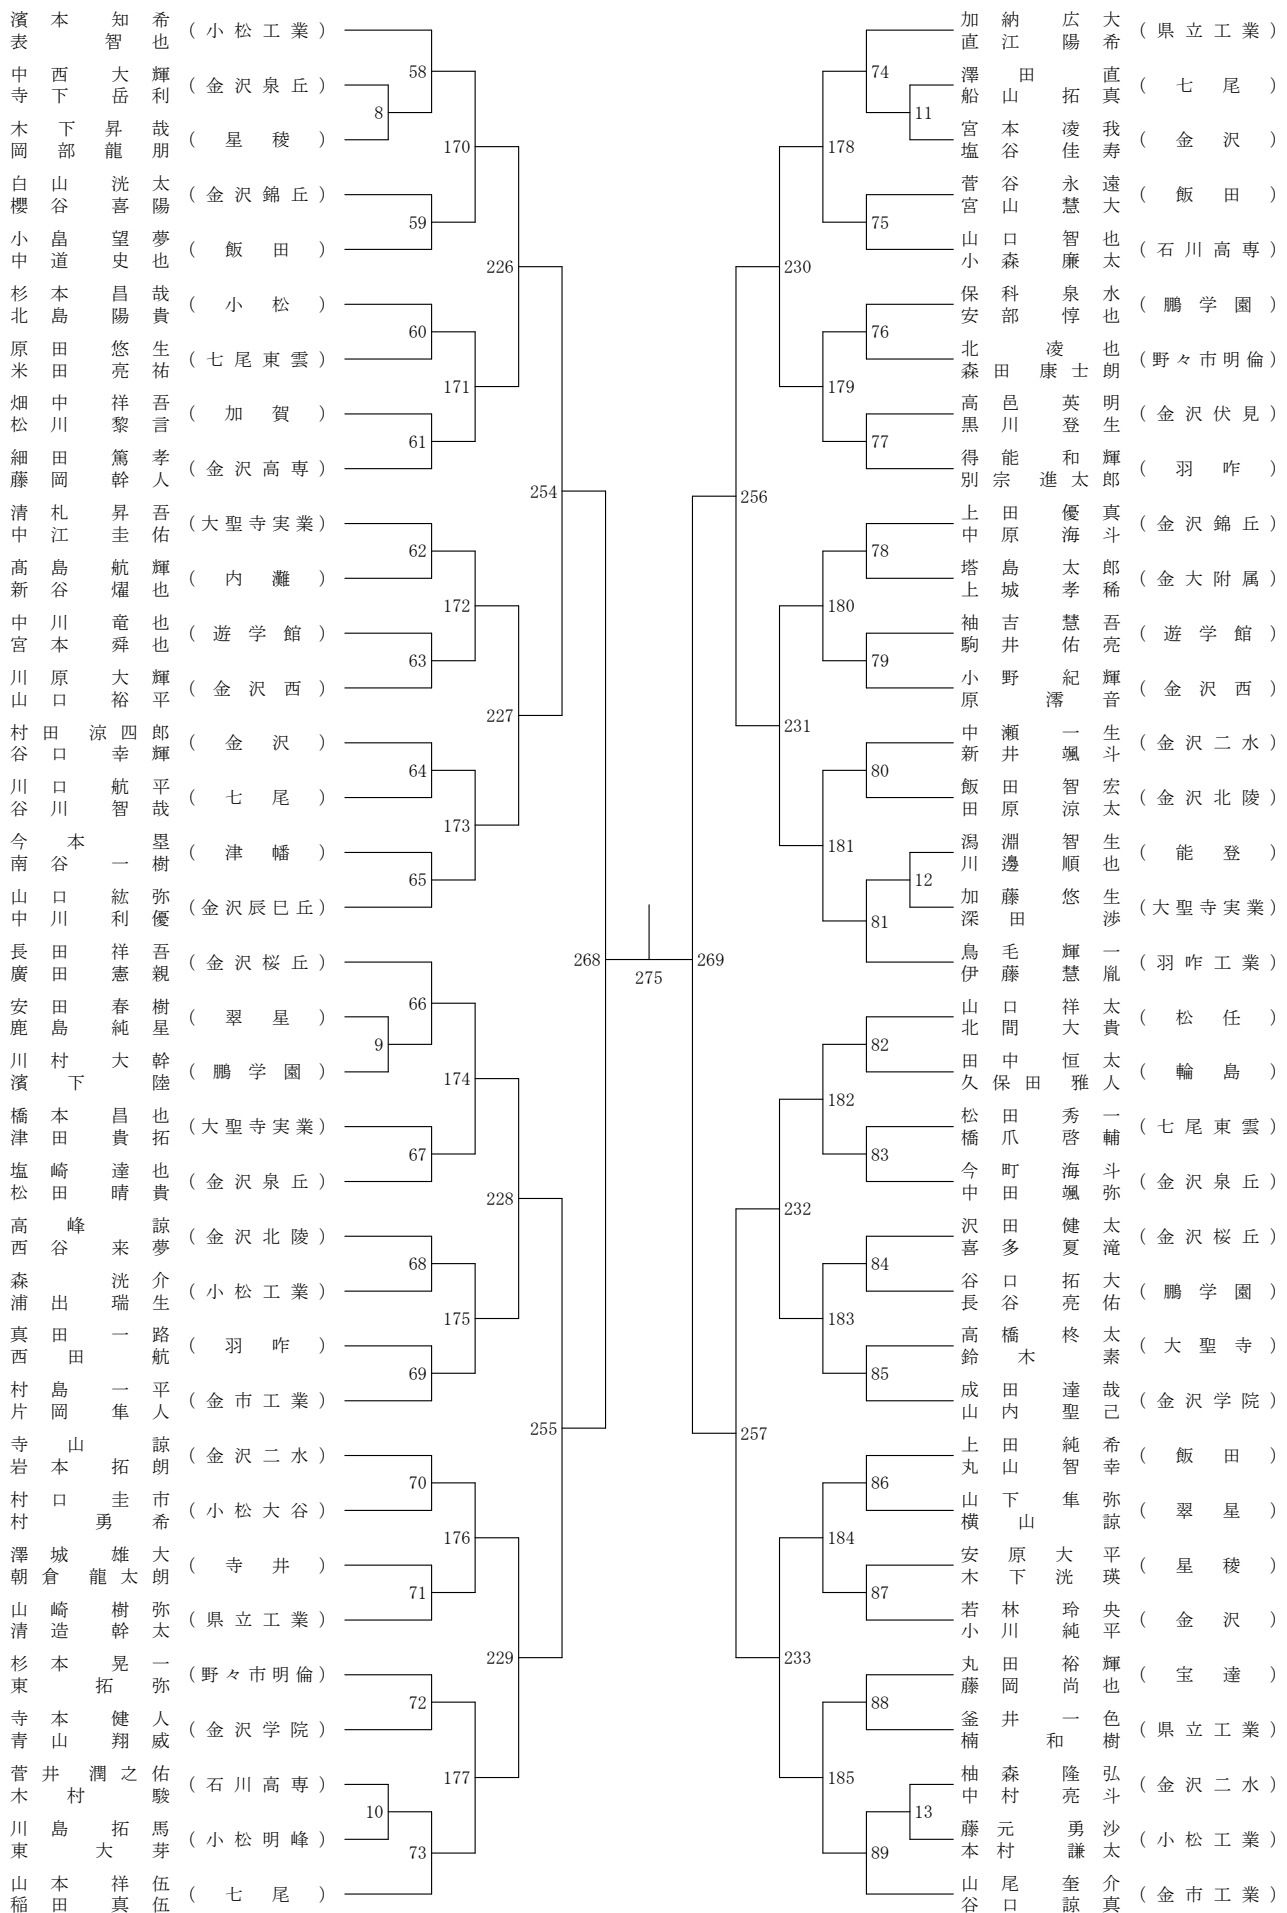 濱本知希
表智也
(小松工業)
中西大輝
寺下岳利
(金沢泉丘)
木下昇哉
岡部龍朋
(星稜)
白山洸太
櫻谷喜陽
(金沢錦丘)
小畠望夢
中道史也
(飯田)
杉本昌哉
北島陽貴
(小松)
原田悠生
米田亮祐
(七尾東雲)
畑中祥吾
松川黎言
(加賀)
細田篤孝
藤岡幹人
(金沢高専)
清札昇吾
中江圭佑
(大聖寺実業)
髙島航輝
新谷燿也
(内灘)
中川竜也
宮本舜也
(遊学館)
川原大輝
山口裕平
(金沢西)
村田涼四郎
谷口幸輝
(金沢)
川口航平
谷川智哉
(七尾)
今本塁
南谷一樹
(津幡)
山口紘弥
中川利優
(金沢辰巳丘)
長田祥吾
廣田憲親
(金沢桜丘)
安田春樹
鹿島純星
(翠星)
川村大幹
濱下陸
(鵬学園)
橋本昌也
津田貴拓
(大聖寺実業)
塩崎達也
松田晴貴
(金沢泉丘)
高峰諒
西谷来夢
(金沢北陵)
森洸介
浦出瑞生
(小松工業)
真田一路
西田航
(羽咋)
村島一平
片岡隼人
(金市工業)
寺山諒
岩本拓朗
(金沢二水)
村口圭市
村勇希
(小松大谷)
澤城雄大
朝倉龍太朗
(寺井)
山崎樹弥
清造幹太
(県立工業)
杉本晃一
東拓弥
(野々市明倫)
寺本健人
青山翔威
(金沢学院)
菅井潤之佑
木村駿
(石川高専)
川島拓馬
東大芽
(小松明峰)
山本祥伍
稲田真伍
(七尾)
58
8
170
59
226
60
171
61
254
62
172
63
227
64
173
65
268
66
9
174
67
228
68
175
69
255
70
176
71
229
72
177
10
73
275
269
74
11
178
75
230
76
179
77
256
78
180
79
231
80
181
12
81
82
182
83
232
84
183
85
257
86
184
87
233
88
185
13
89
加納広大
直江陽希
(県立工業)
澤田直
船山拓真
(七尾)
宮本凌我
塩谷佳寿
(金沢)
菅谷永遠
宮山慧大
(飯田)
山口智也
小森廉太
(石川高専)
保科泉水
安部惇也
(鵬学園)
北凌也
森田康士朗
(野々市明倫)
高邑英明
黒川登生
(金沢伏見)
得能和輝
別宗進太郎
(羽咋)
上田優真
中原海斗
(金沢錦丘)
塔島太郎
上城孝稀
(金大附属)
袖吉慧吾
駒井佑亮
(遊学館)
小野紀輝
原澪音
(金沢西)
中瀬一生
新井颯斗
(金沢二水)
飯田智宏
田原涼太
(金沢北陵)
潟淵智生
川邊順也
(能登)
加藤悠生
深田渉
(大聖寺実業)
鳥毛輝一
伊藤慧胤
(羽咋工業)
山口祥太
北間大貴
(松任)
田中恒太
久保田雅人
(輪島)
松田秀一
橋爪啓輔
(七尾東雲)
今町海斗
中田颯弥
(金沢泉丘)
沢田健太
喜多夏滝
(金沢桜丘)
谷口拓大
長谷亮佑
(鵬学園)
高橋柊太
鈴木素
(大聖寺)
成田達哉
山内聖己
(金沢学院)
上田純希
丸山智幸
(飯田)
山下隼弥
横山諒
(翠星)
安原大平
木下洸瑛
(星稜)
若林玲央
小川純平
(金沢)
丸田裕輝
藤岡尚也
(宝達)
釜井一色
楠和樹
(県立工業)
柚森隆弘
中村亮斗
(金沢二水)
藤元勇沙
本村謙太
(小松工業)
山尾奎介
谷口諒真
(金市工業)